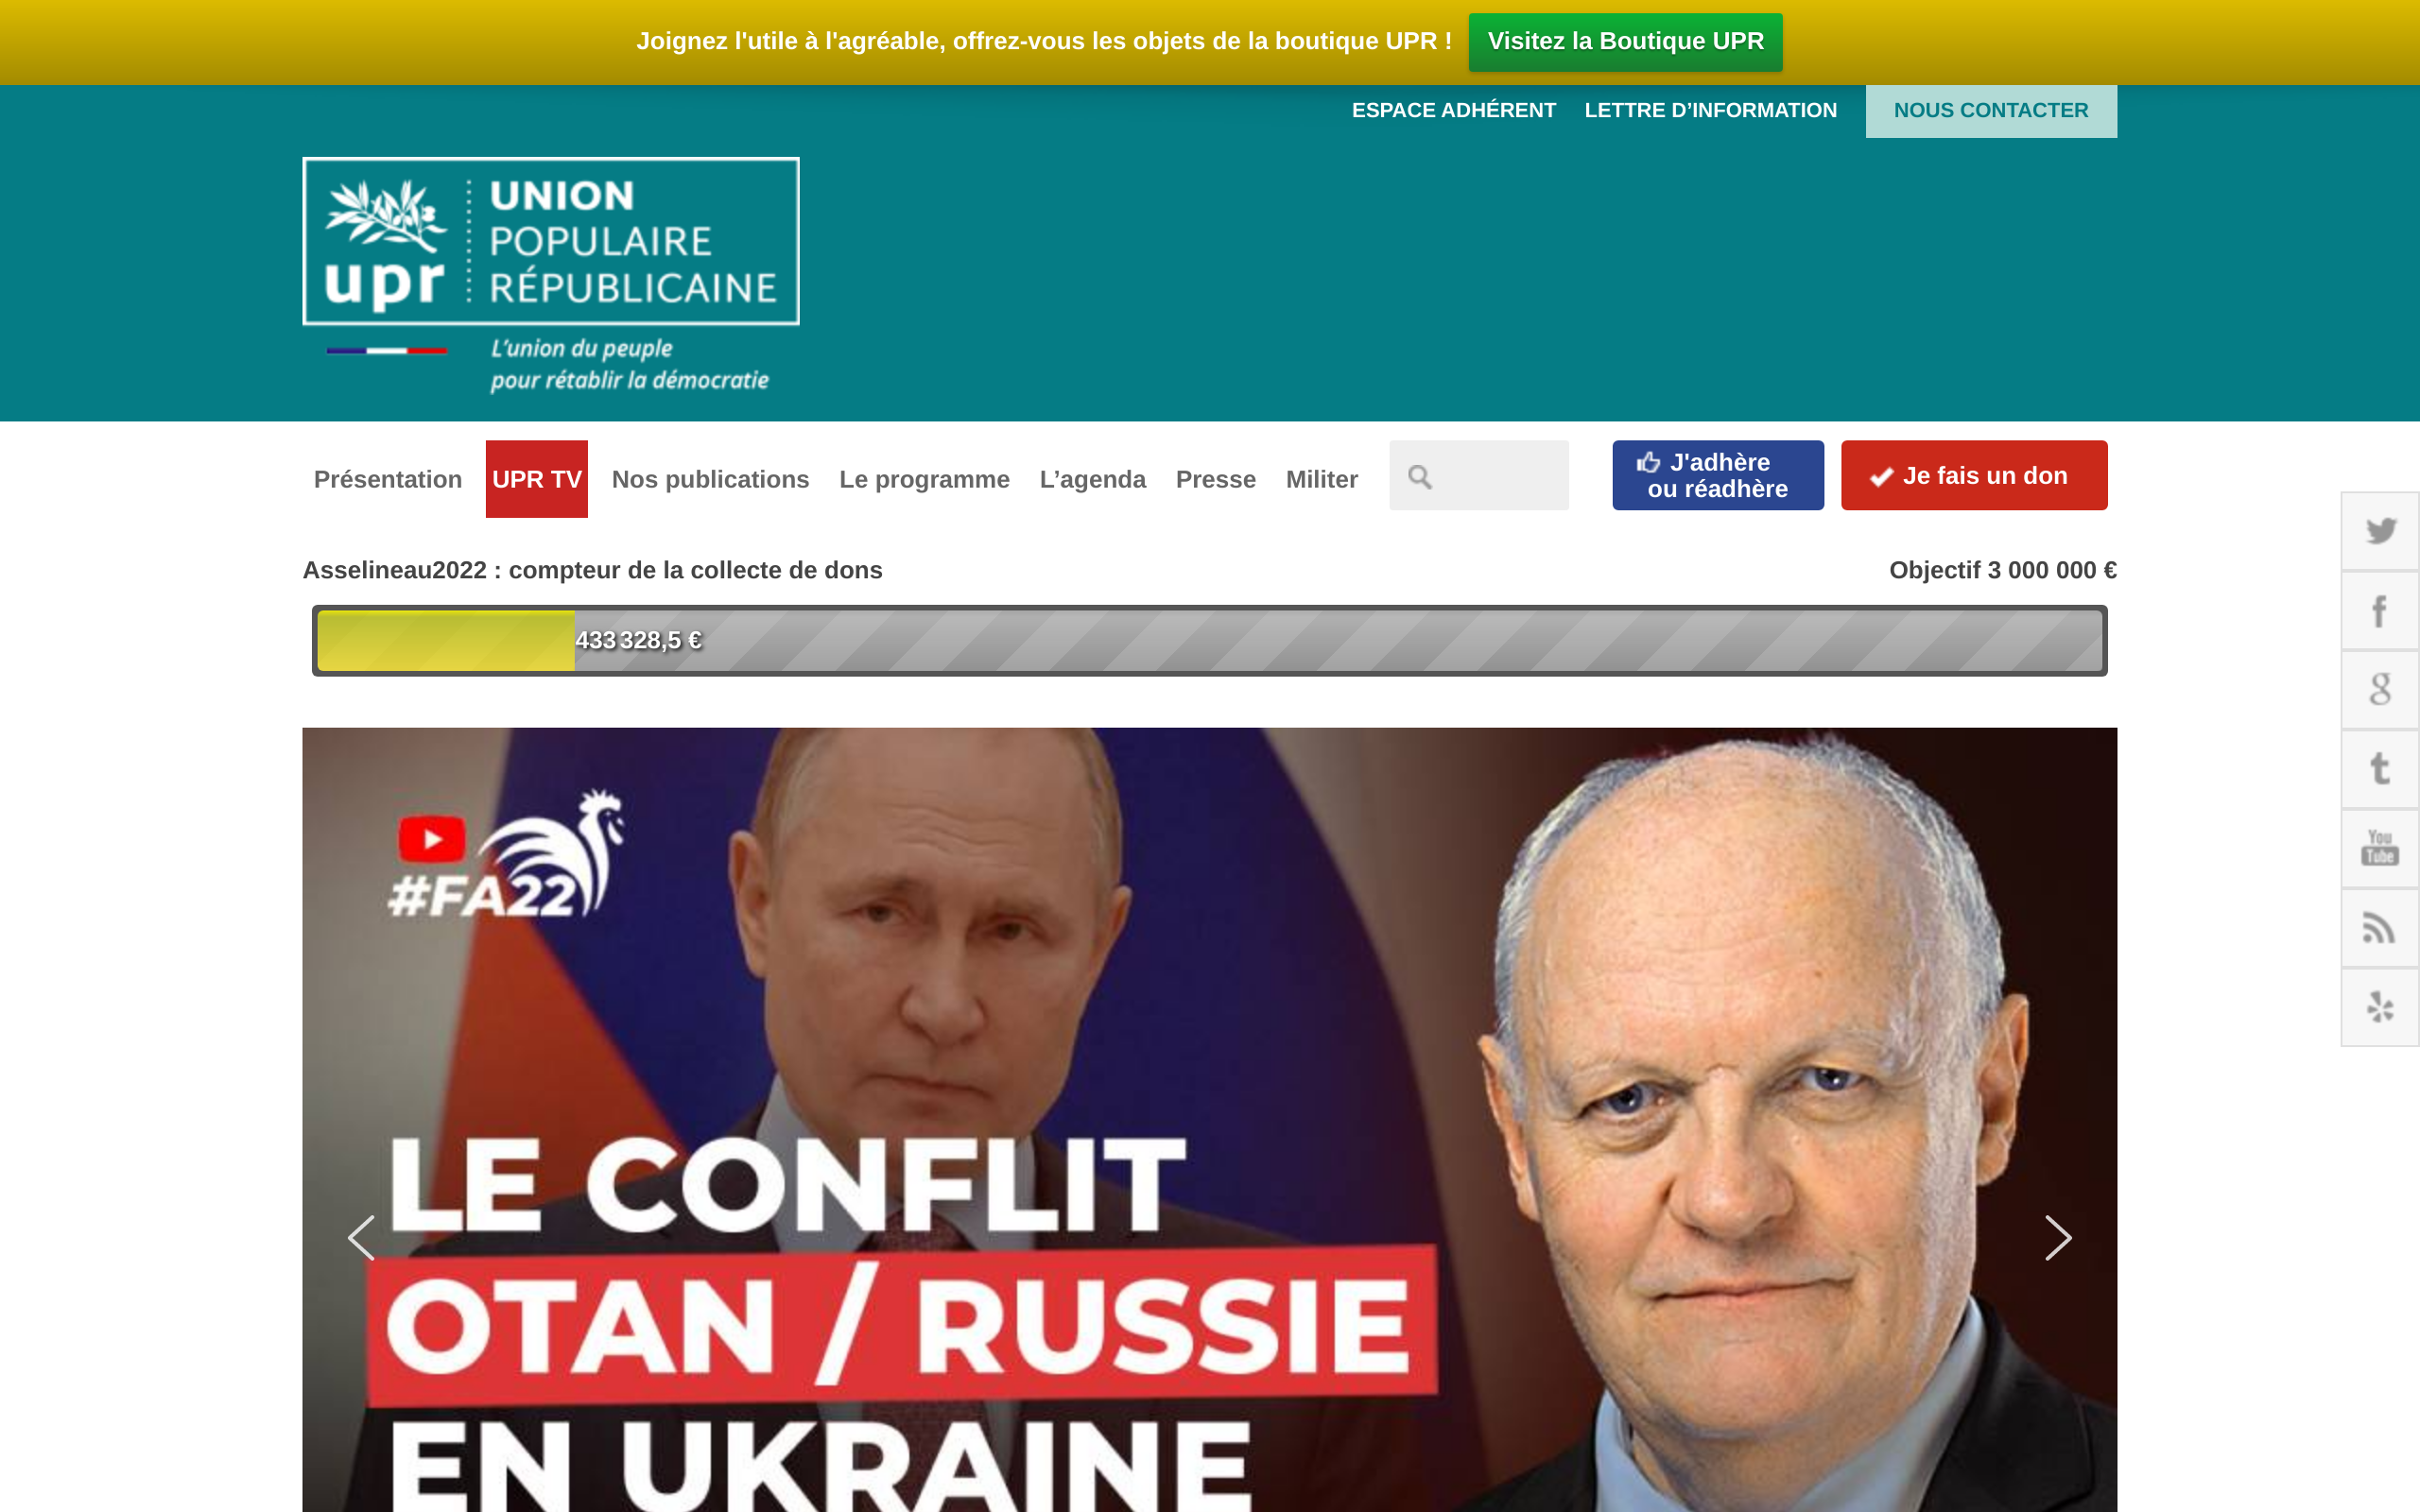 Joignez l'utile à l'agréable, offrez-vous les objets de la boutique UPR ! Visitez la Boutique UPR
ESPACE ADHÉRENT LETTRE D’INFORMATION NOUS CONTACTER
UNION
POPULAIRE
RÉPUBLICAINE
upr
L’union du peuple
pour rétablir la démocratie
Présentation UPR TV Nos publications Le programme L’agenda Presse Militer
J'adhère
ou réadhère
Je fais un don
Asselineau2022 : compteur de la collecte de dons Objectif 3 000 000 €
433 328,5 €
#FA22
LE CONFLIT
OTAN / RUSSIE
EN UKRAINE
You
Tube